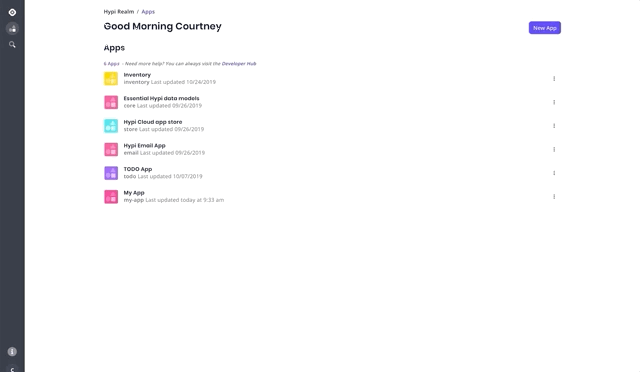 Hypi Realm / Apps
Good Morning Courtney
New App
Apps
6 Apps - Need more help? You can always visit the Developer Hub
Inventory
inventory Last updated 10/24/2019
Essential Hypi data models
core Last updated 09/26/2019
Hypi Cloud app store
store Last updated 09/26/2019
Hypi Email App
email Last updated 09/26/2019
TODO App
todo Last updated 10/07/2019
My App
my-app Last updated today at 9:33 am